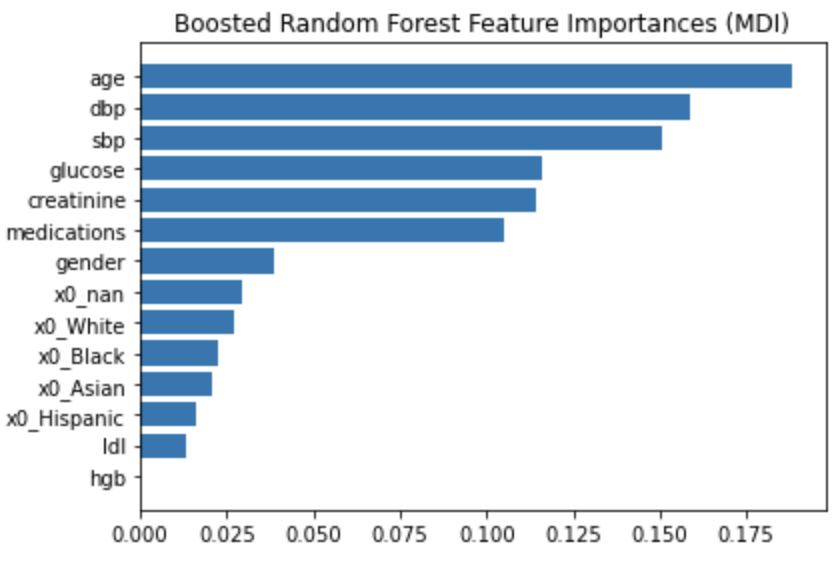 Boosted Random Forest Feature Importances (MDI)
age
dbp
sbp
glucose
creatinine
medications
gender
x0_nan
x0_White
x0_Black
x0_Asian
x0_Hispanic
ldl
hgb
0.000 0.025 0.050 0.075 0.100 0.125 0.150 0.175